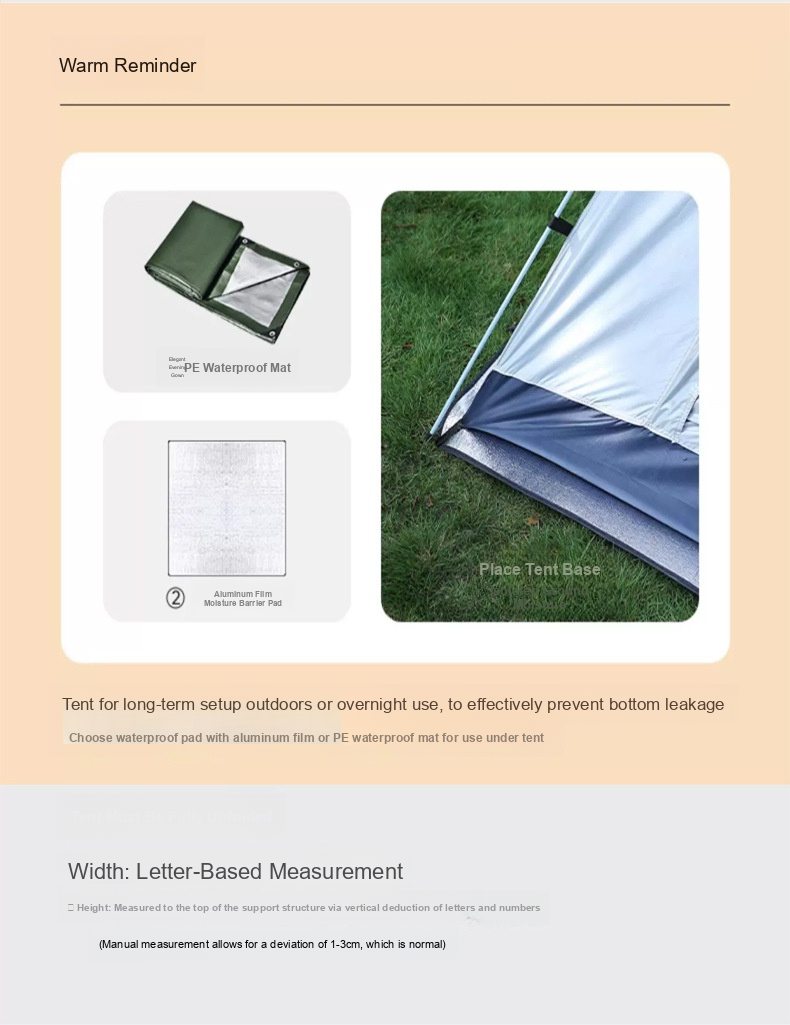 Warm Reminder
Elegant
Evening
Gown
PE Waterproof Mat
②
Aluminum Film
Moisture Barrier Pad
Place Tent Base
Tent for long-term setup outdoors or overnight use, to effectively prevent bottom leakage
Choose waterproof pad with aluminum film or PE waterproof mat for use under tent
Width: Letter-Based Measurement
□ Height: Measured to the top of the support structure via vertical deduction of letters and numbers
(Manual measurement allows for a deviation of 1-3cm, which is normal)